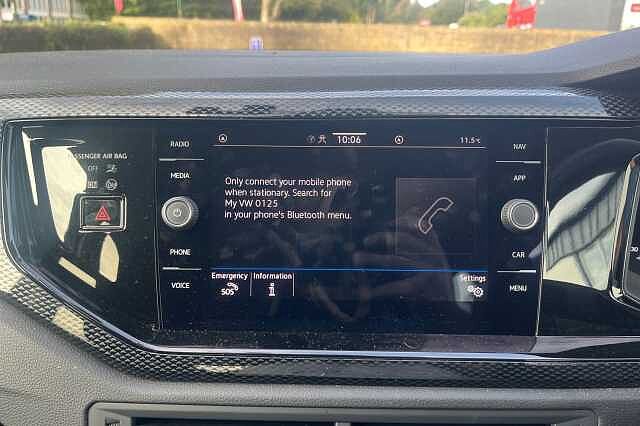 RADIO
10:06
11.5°C
NAV
PASSENGER AIR BAG
OFF
MEDIA
Only connect your mobile phone
when stationary. Search for
My VW 0125
in your phone's Bluetooth menu.
APP
PHONE
CAR
VOICE
Emergency
SOS
Information
i
Settings
MENU
30